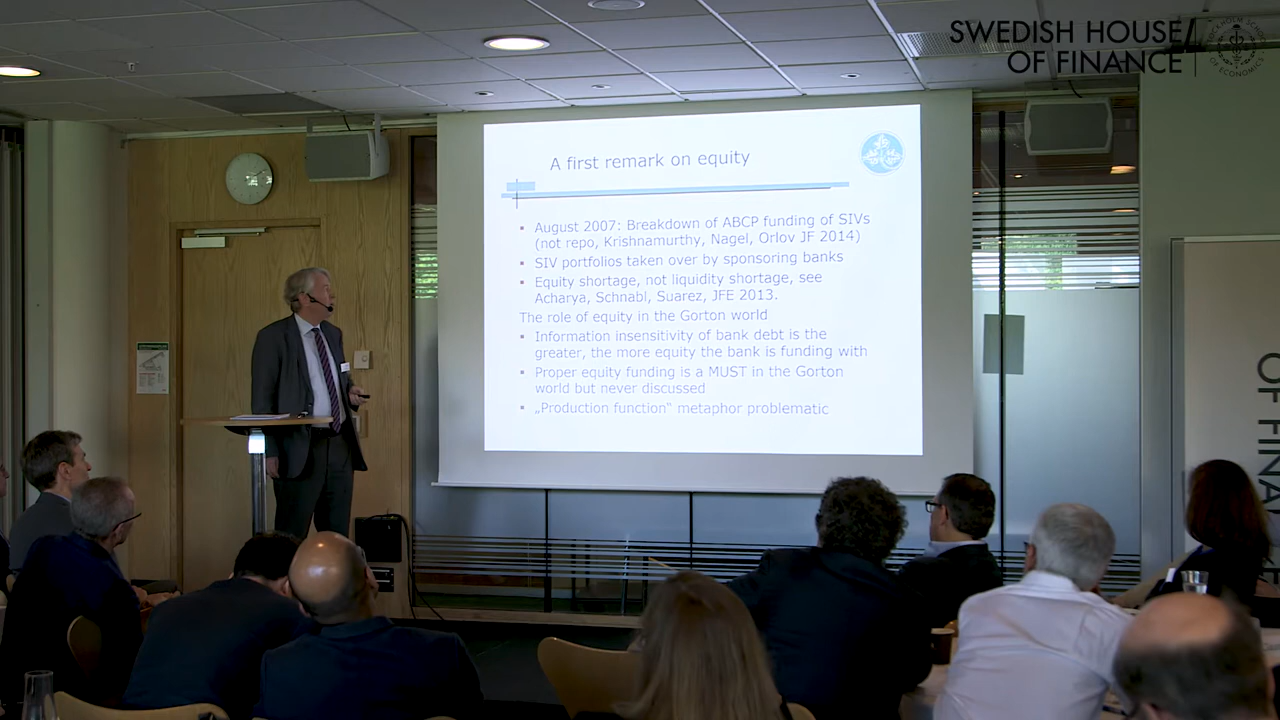 SWEDISH HOUSE
OF FINANCE
A first remark on equity
▪ August 2007: Breakdown of ABCP funding of SIVs
(not repo, Krishnamurthy, Nagel, Orlov JF 2014)
▪ SIV portfolios taken over by sponsoring banks
▪ Equity shortage, not liquidity shortage, see
Acharya, Schnabl, Suarez, JFE 2013.
The role of equity in the Gorton world
▪ Information insensitivity of bank debt is the
greater, the more equity the bank is funding with
▪ Proper equity funding is a MUST in the Gorton
world but never discussed
▪ „Production function“ metaphor problematic
OF FINAN